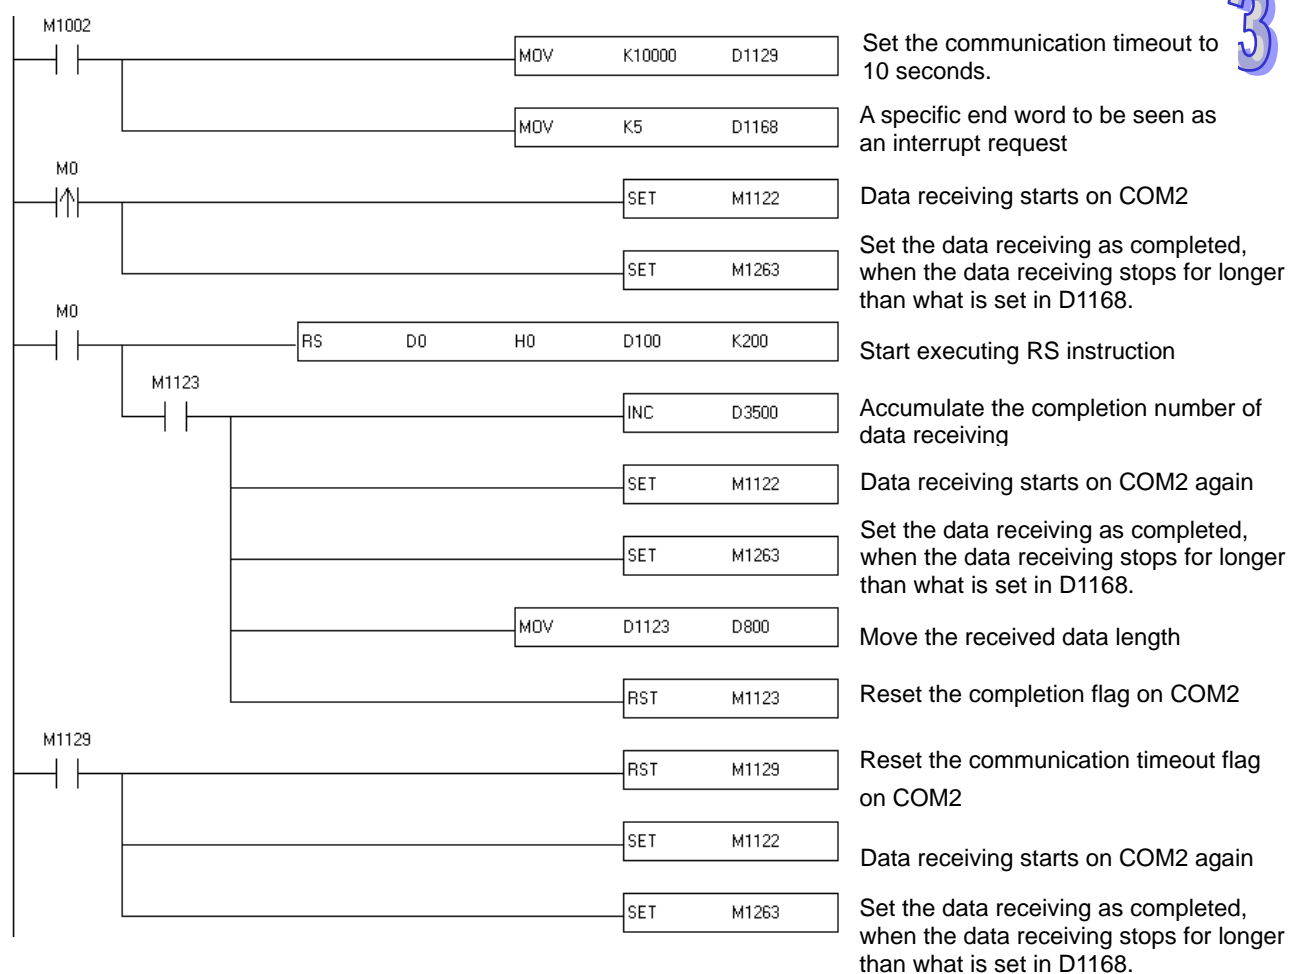 M1002
MOV K10000 D1129
Set the communication timeout to
10 seconds.
MOV K5 D1168
A specific end word to be seen as
an interrupt request
M0
SET M1122
Data receiving starts on COM2
SET M1263
Set the data receiving as completed,
when the data receiving stops for longer
than what is set in D1168.
M0
RS D0 H0 D100 K200
Start executing RS instruction
M1123
INC D3500
Accumulate the completion number of
data receiving
SET M1122
Data receiving starts on COM2 again
SET M1263
Set the data receiving as completed,
when the data receiving stops for longer
than what is set in D1168.
MOV D1123 D800
Move the received data length
RST M1123
Reset the completion flag on COM2
M1129
RST M1129
Reset the communication timeout flag
on COM2
SET M1122
Data receiving starts on COM2 again
SET M1263
Set the data receiving as completed,
when the data receiving stops for longer
than what is set in D1168.
3